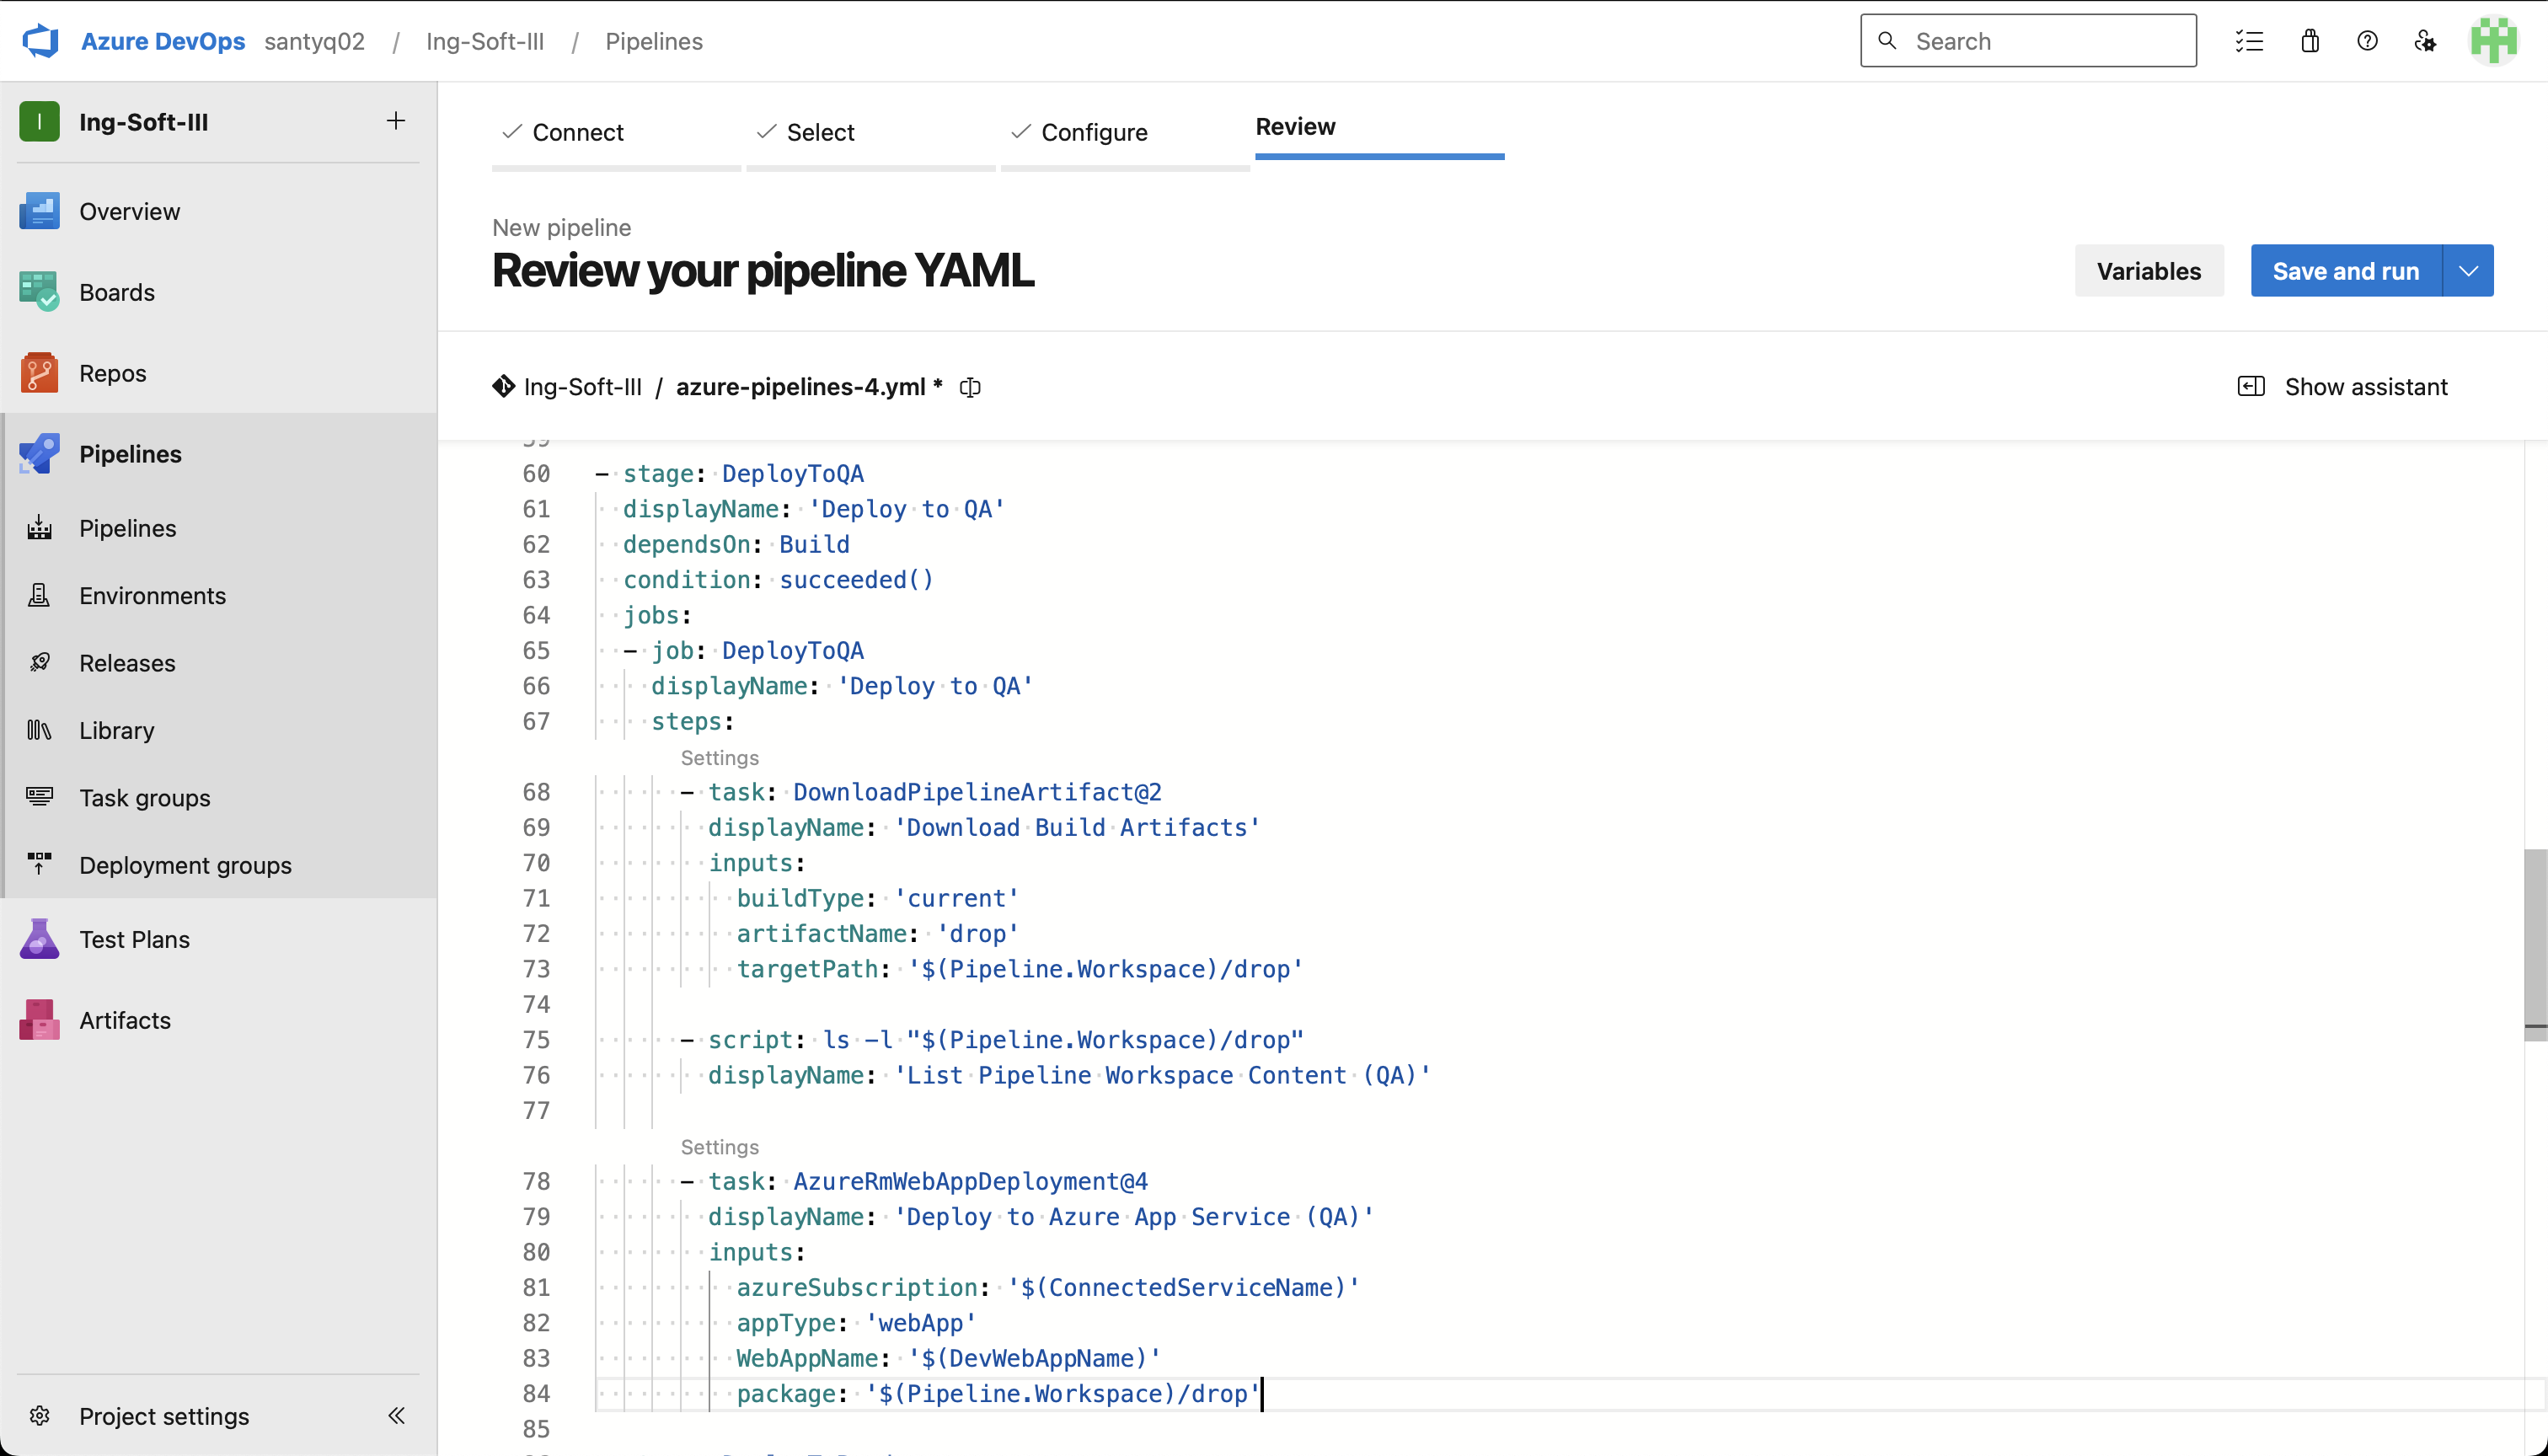 Azure DevOps santyq02 / Ing-Soft-III / Pipelines
Search
I Ing-Soft-III +
Overview
Boards
Repos
Pipelines
Pipelines
Environments
Releases
Library
Task groups
Deployment groups
Test Plans
Artifacts
Project settings
Connect
Select
Configure
Review
New pipeline
Review your pipeline YAML
Variables
Save and run
Ing-Soft-III / azure-pipelines-4.yml *
Show assistant
60 - stage: DeployToQA
61 displayName: 'Deploy to QA'
62 dependsOn: Build
63 condition: succeeded()
64 jobs:
65 - job: DeployToQA
66 displayName: 'Deploy to QA'
67 steps:
Settings
68 - task: DownloadPipelineArtifact@2
69 displayName: 'Download Build Artifacts'
70 inputs:
71 buildType: 'current'
72 artifactName: 'drop'
73 targetPath: '$(Pipeline.Workspace)/drop'
74
75 - script: ls -l "$(Pipeline.Workspace)/drop"
76 displayName: 'List Pipeline Workspace Content (QA)'
77
Settings
78 - task: AzureRmWebAppDeployment@4
79 displayName: 'Deploy to Azure App Service (QA)'
80 inputs:
81 azureSubscription: '$(ConnectedServiceName)'
82 appType: 'webApp'
83 WebAppName: '$(DevWebAppName)'
84 package: '$(Pipeline.Workspace)/drop'
85